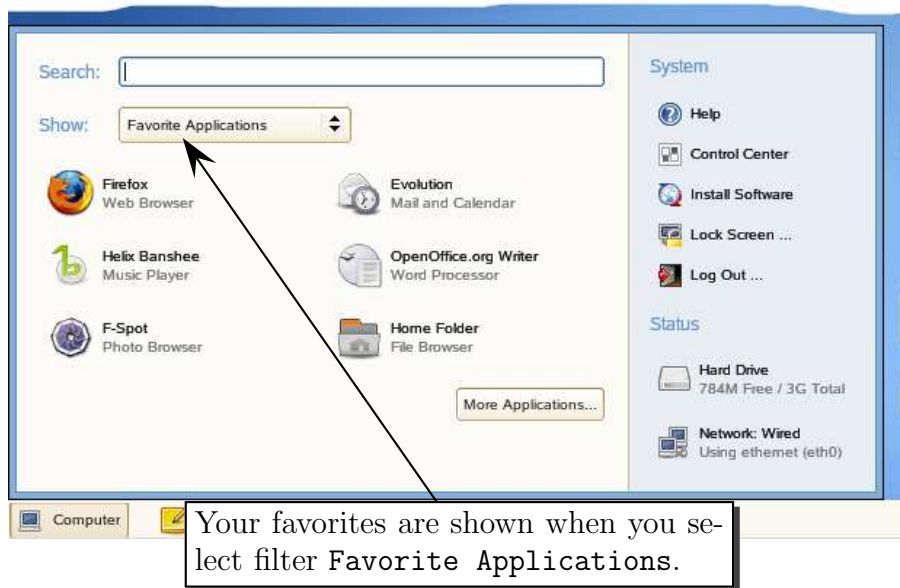 Search:
Show:
Favorite Applications
Firefox
Web Browser
Evolution
Mail and Calendar
Helix Banshee
Music Player
OpenOffice.org Writer
Word Processor
F-Spot
Photo Browser
Home Folder
File Browser
More Applications...
System
Help
Control Center
Install Software
Lock Screen ...
Log Out ...
Status
Hard Drive
784M Free / 3G Total
Network: Wired
Using ethernet (eth0)
Computer
Your favorites are shown when you se-
lect filter Favorite Applications.